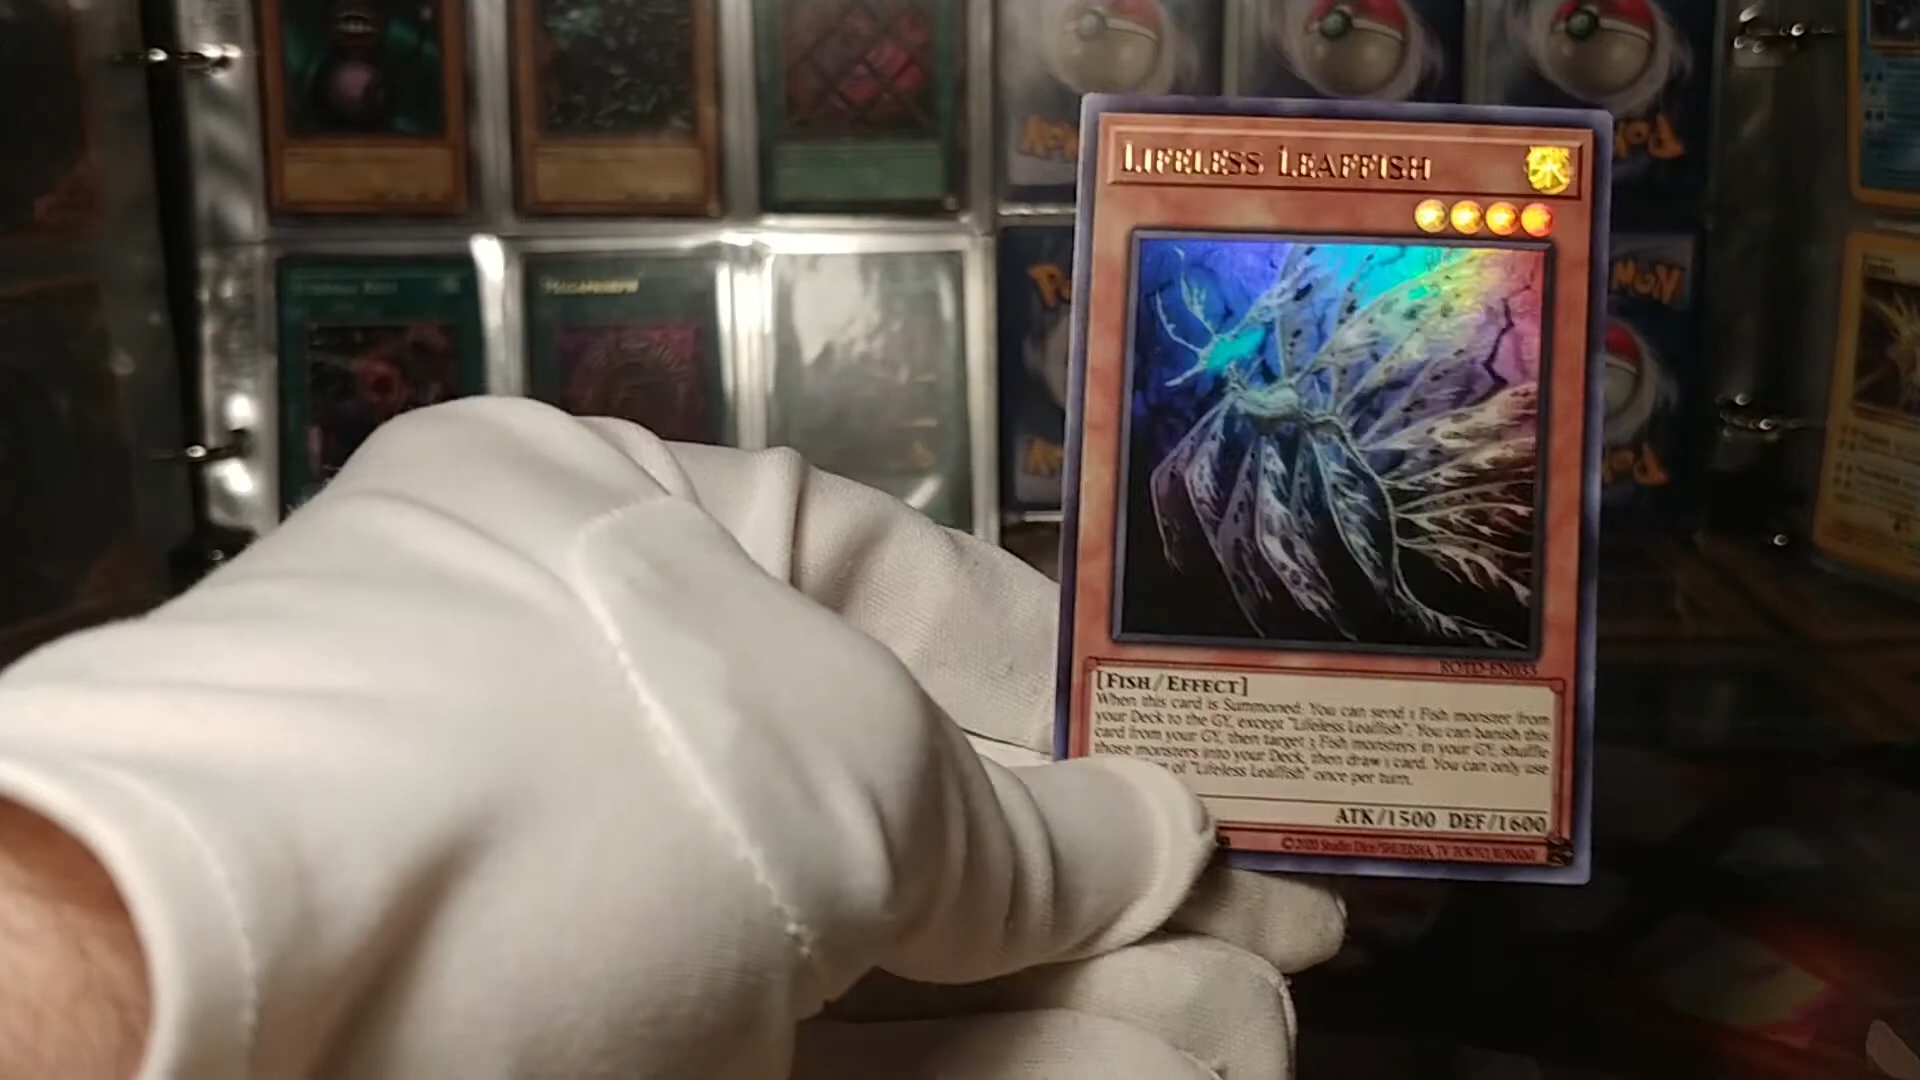 LIFELESS LEAFFISH
ROTD-EN035
[FISH/EFFECT]
When this card is Summoned: You can send 1 Fish monster from
your Deck to the GY, except "Lifeless Leaffish". You can banish this
card from your GY, then target 3 Fish monsters in your GY; shuffle
those monsters into your Deck, then draw 1 card. You can only use
of "Lifeless Leaffish" once per turn.
ATK/1500 DEF/1600
©2020 Studio Dice/SHUEISHA, TV TOKYO, KONAMI
MON